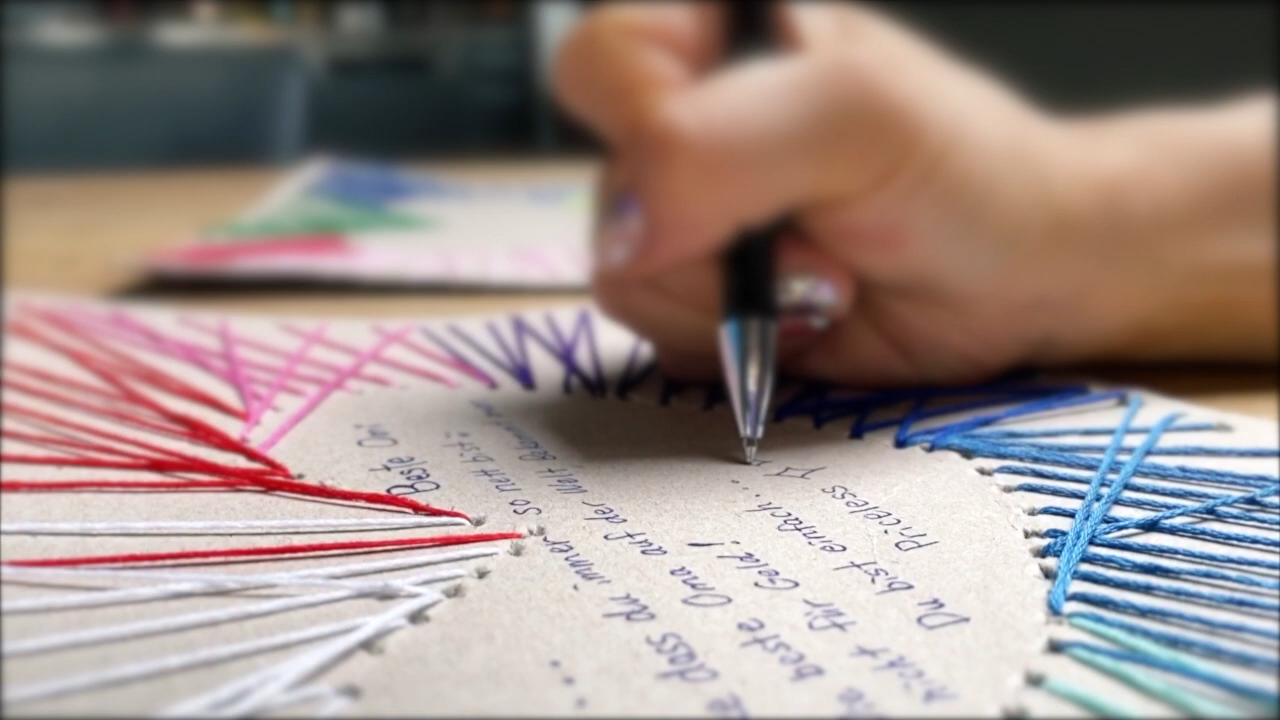 Beste
dass du immer so nett bist.
beste Oma auf der Welt
nicht für Geld!
Du bist einfach...
Priceless